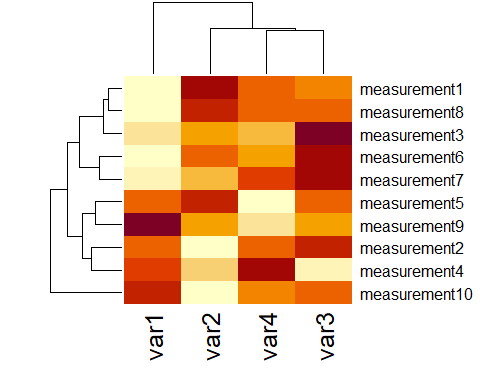 measurement1
measurement8
measurement3
measurement6
measurement7
measurement5
measurement9
measurement2
measurement4
measurement10
var1
var2
var4
var3